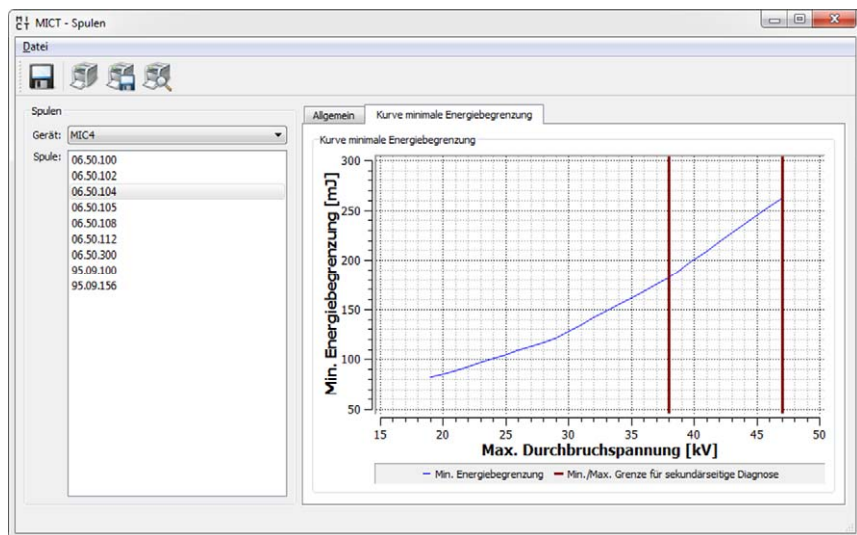 MICT - Spulen
Datei
Spulen
Gerät: MIC4
Spule:
06.50.100
06.50.102
06.50.104
06.50.105
06.50.108
06.50.112
06.50.300
95.09.100
95.09.156
Allgemein Kurve minimale Energiebegrenzung
Kurve minimale Energiebegrenzung
Min. Energiebegrenzung [mJ]
300
250
200
150
100
50
15 20 25 30 35 40 45 50
Max. Durchbruchspannung [kV]
Min. Energiebegrenzung Min./Max. Grenze für sekundärseitige Diagnose